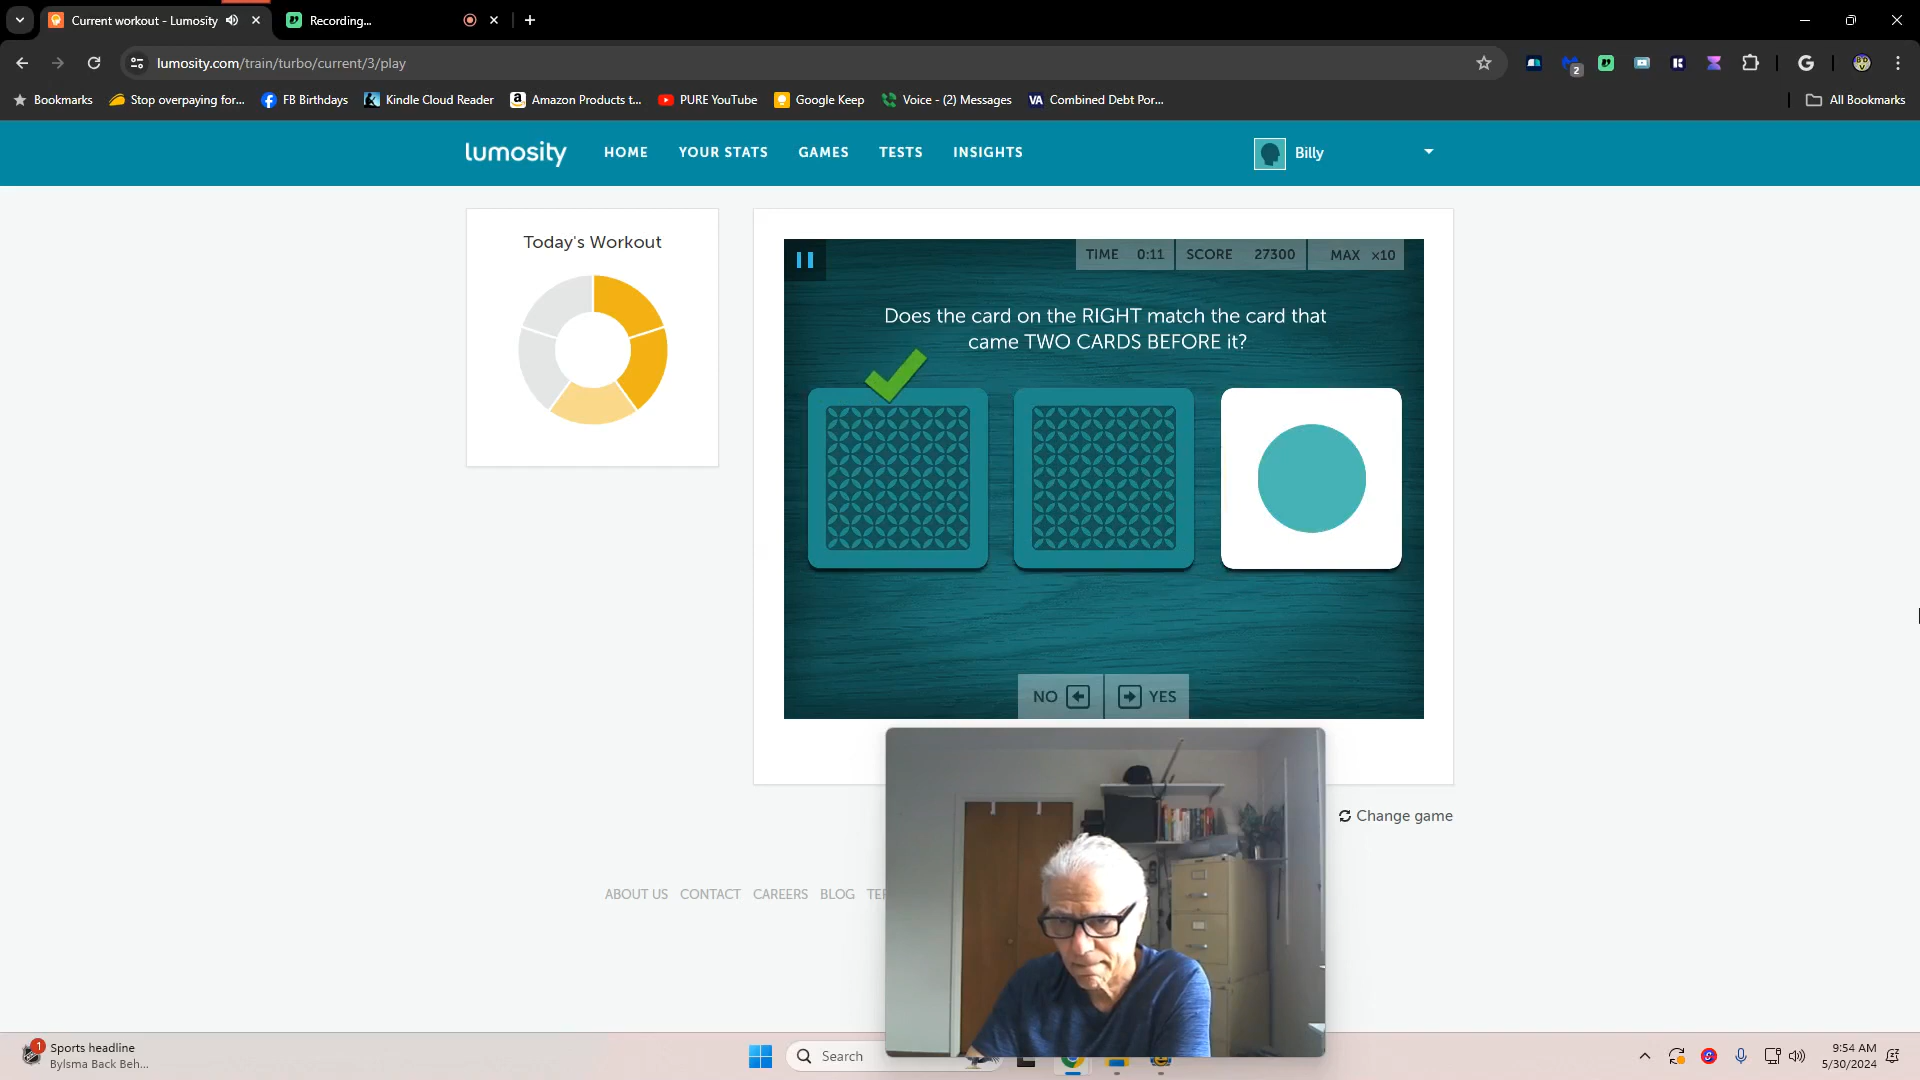 Current workout - Lumosity
Recording...
lumosity.com/train/turbo/current/3/play
2
Bookmarks
Stop overpaying for...
FB Birthdays
Kindle Cloud Reader
Amazon Products t...
PURE YouTube
Google Keep
Voice - (2) Messages
VA Combined Debt Por...
All Bookmarks
lumosity
HOME
YOUR STATS
GAMES
TESTS
INSIGHTS
Billy
Today's Workout
TIME 0:11
SCORE 27300
MAX x10
Does the card on the RIGHT match the card that
came TWO CARDS BEFORE it?
NO
YES
Change game
ABOUT US CONTACT CAREERS BLOG TE
1
Sports headline
Bylsma Back Beh...
Search
9:54 AM
5/30/2024